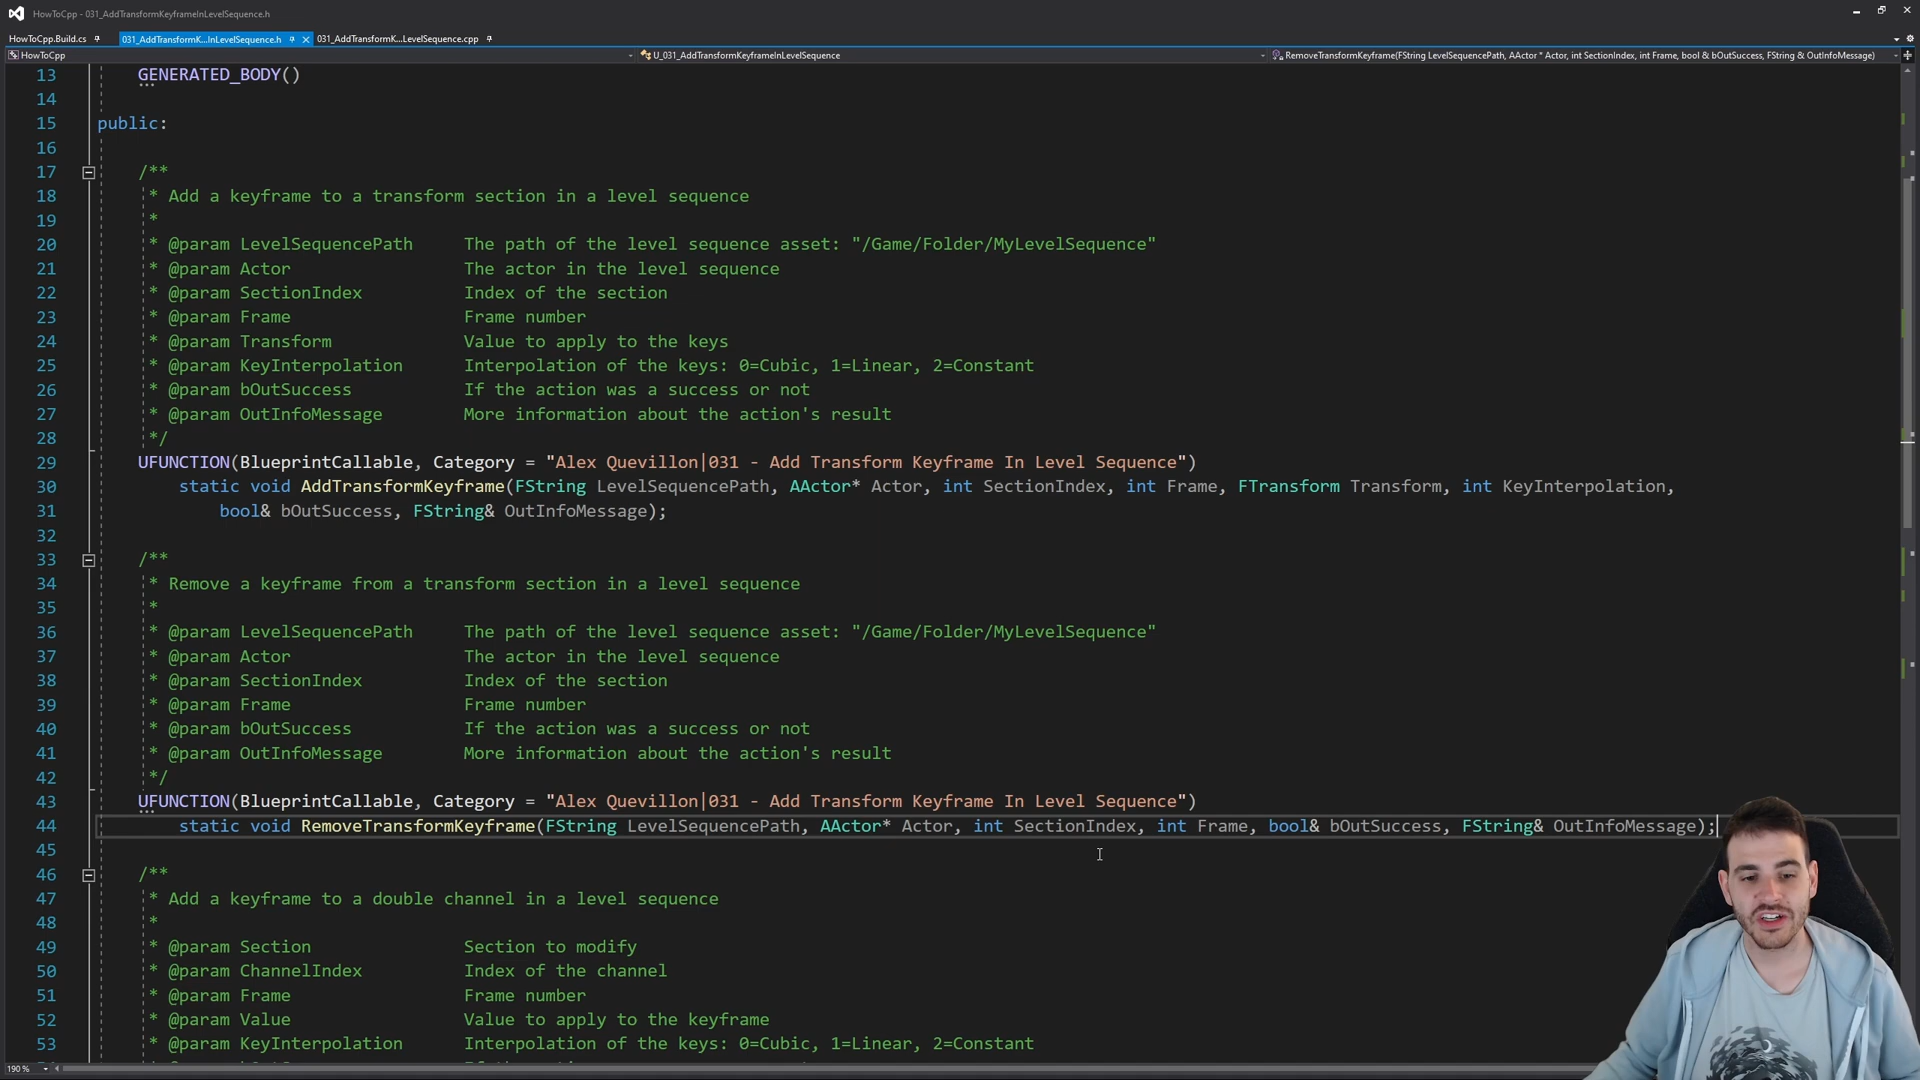 HowToCpp - 031_AddTransformKeyframeInLevelSequence.h
HowToCpp.Build.cs
031_AddTransformK...InLevelSequence.h
031_AddTransformK...LevelSequence.cpp
HowToCpp
U_031_AddTransformKeyframeInLevelSequence
RemoveTransformKeyframe(FString LevelSequencePath, AActor * Actor, int SectionIndex, int Frame, bool & bOutSuccess, FString & OutInfoMessage)
13 GENERATED_BODY()
14
15 public:
16
17 /**
18 * Add a keyframe to a transform section in a level sequence
19 *
20 * @param LevelSequencePath The path of the level sequence asset: "/Game/Folder/MyLevelSequence"
21 * @param Actor The actor in the level sequence
22 * @param SectionIndex Index of the section
23 * @param Frame Frame number
24 * @param Transform Value to apply to the keys
25 * @param KeyInterpolation Interpolation of the keys: 0=Cubic, 1=Linear, 2=Constant
26 * @param bOutSuccess If the action was a success or not
27 * @param OutInfoMessage More information about the action's result
28 */
29 UFUNCTION(BlueprintCallable, Category = "Alex Quevillon|031 - Add Transform Keyframe In Level Sequence")
30 static void AddTransformKeyframe(FString LevelSequencePath, AActor* Actor, int SectionIndex, int Frame, FTransform Transform, int KeyInterpolation,
31 bool& bOutSuccess, FString& OutInfoMessage);
32
33 /**
34 * Remove a keyframe from a transform section in a level sequence
35 *
36 * @param LevelSequencePath The path of the level sequence asset: "/Game/Folder/MyLevelSequence"
37 * @param Actor The actor in the level sequence
38 * @param SectionIndex Index of the section
39 * @param Frame Frame number
40 * @param bOutSuccess If the action was a success or not
41 * @param OutInfoMessage More information about the action's result
42 */
43 UFUNCTION(BlueprintCallable, Category = "Alex Quevillon|031 - Add Transform Keyframe In Level Sequence")
44 static void RemoveTransformKeyframe(FString LevelSequencePath, AActor* Actor, int SectionIndex, int Frame, bool& bOutSuccess, FString& OutInfoMessage);
45
46 /**
47 * Add a keyframe to a double channel in a level sequence
48 *
49 * @param Section Section to modify
50 * @param ChannelIndex Index of the channel
51 * @param Frame Frame number
52 * @param Value Value to apply to the keyframe
53 * @param KeyInterpolation Interpolation of the keys: 0=Cubic, 1=Linear, 2=Constant
190 %